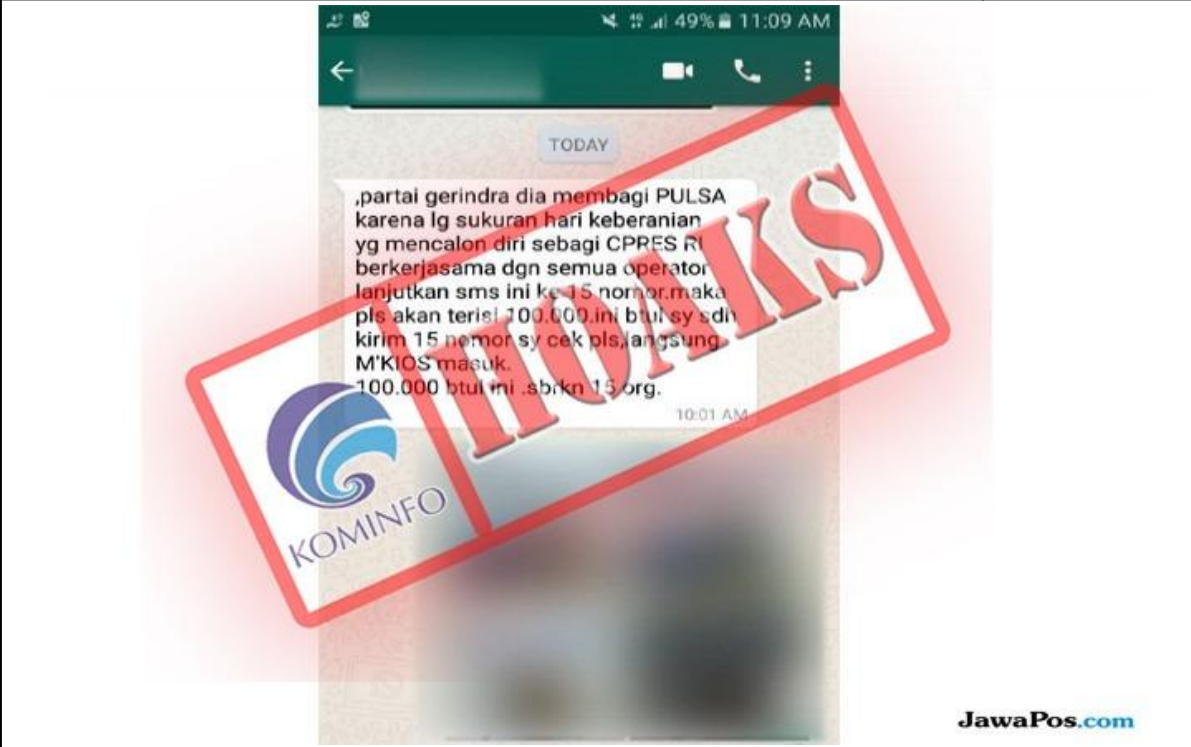 49% 11:09 AM
TODAY
,partai gerindra dia membagi PULSA
karena lg sukuran hari keberanian
yg mencalon diri sebagi CPRES RI
berkerjasama dgn semua operator
lanjutkan sms ini ke 15 nomor.maka
pls akan terisi 100.000.ini btul sy sdh
kirim 15 nomor sy cek pls,langsung
M'KIOS masuk.
100.000 btul ini .sbrkn 15 org.
10:01 AM
HOAKS
KOMINFO
JawaPos.com